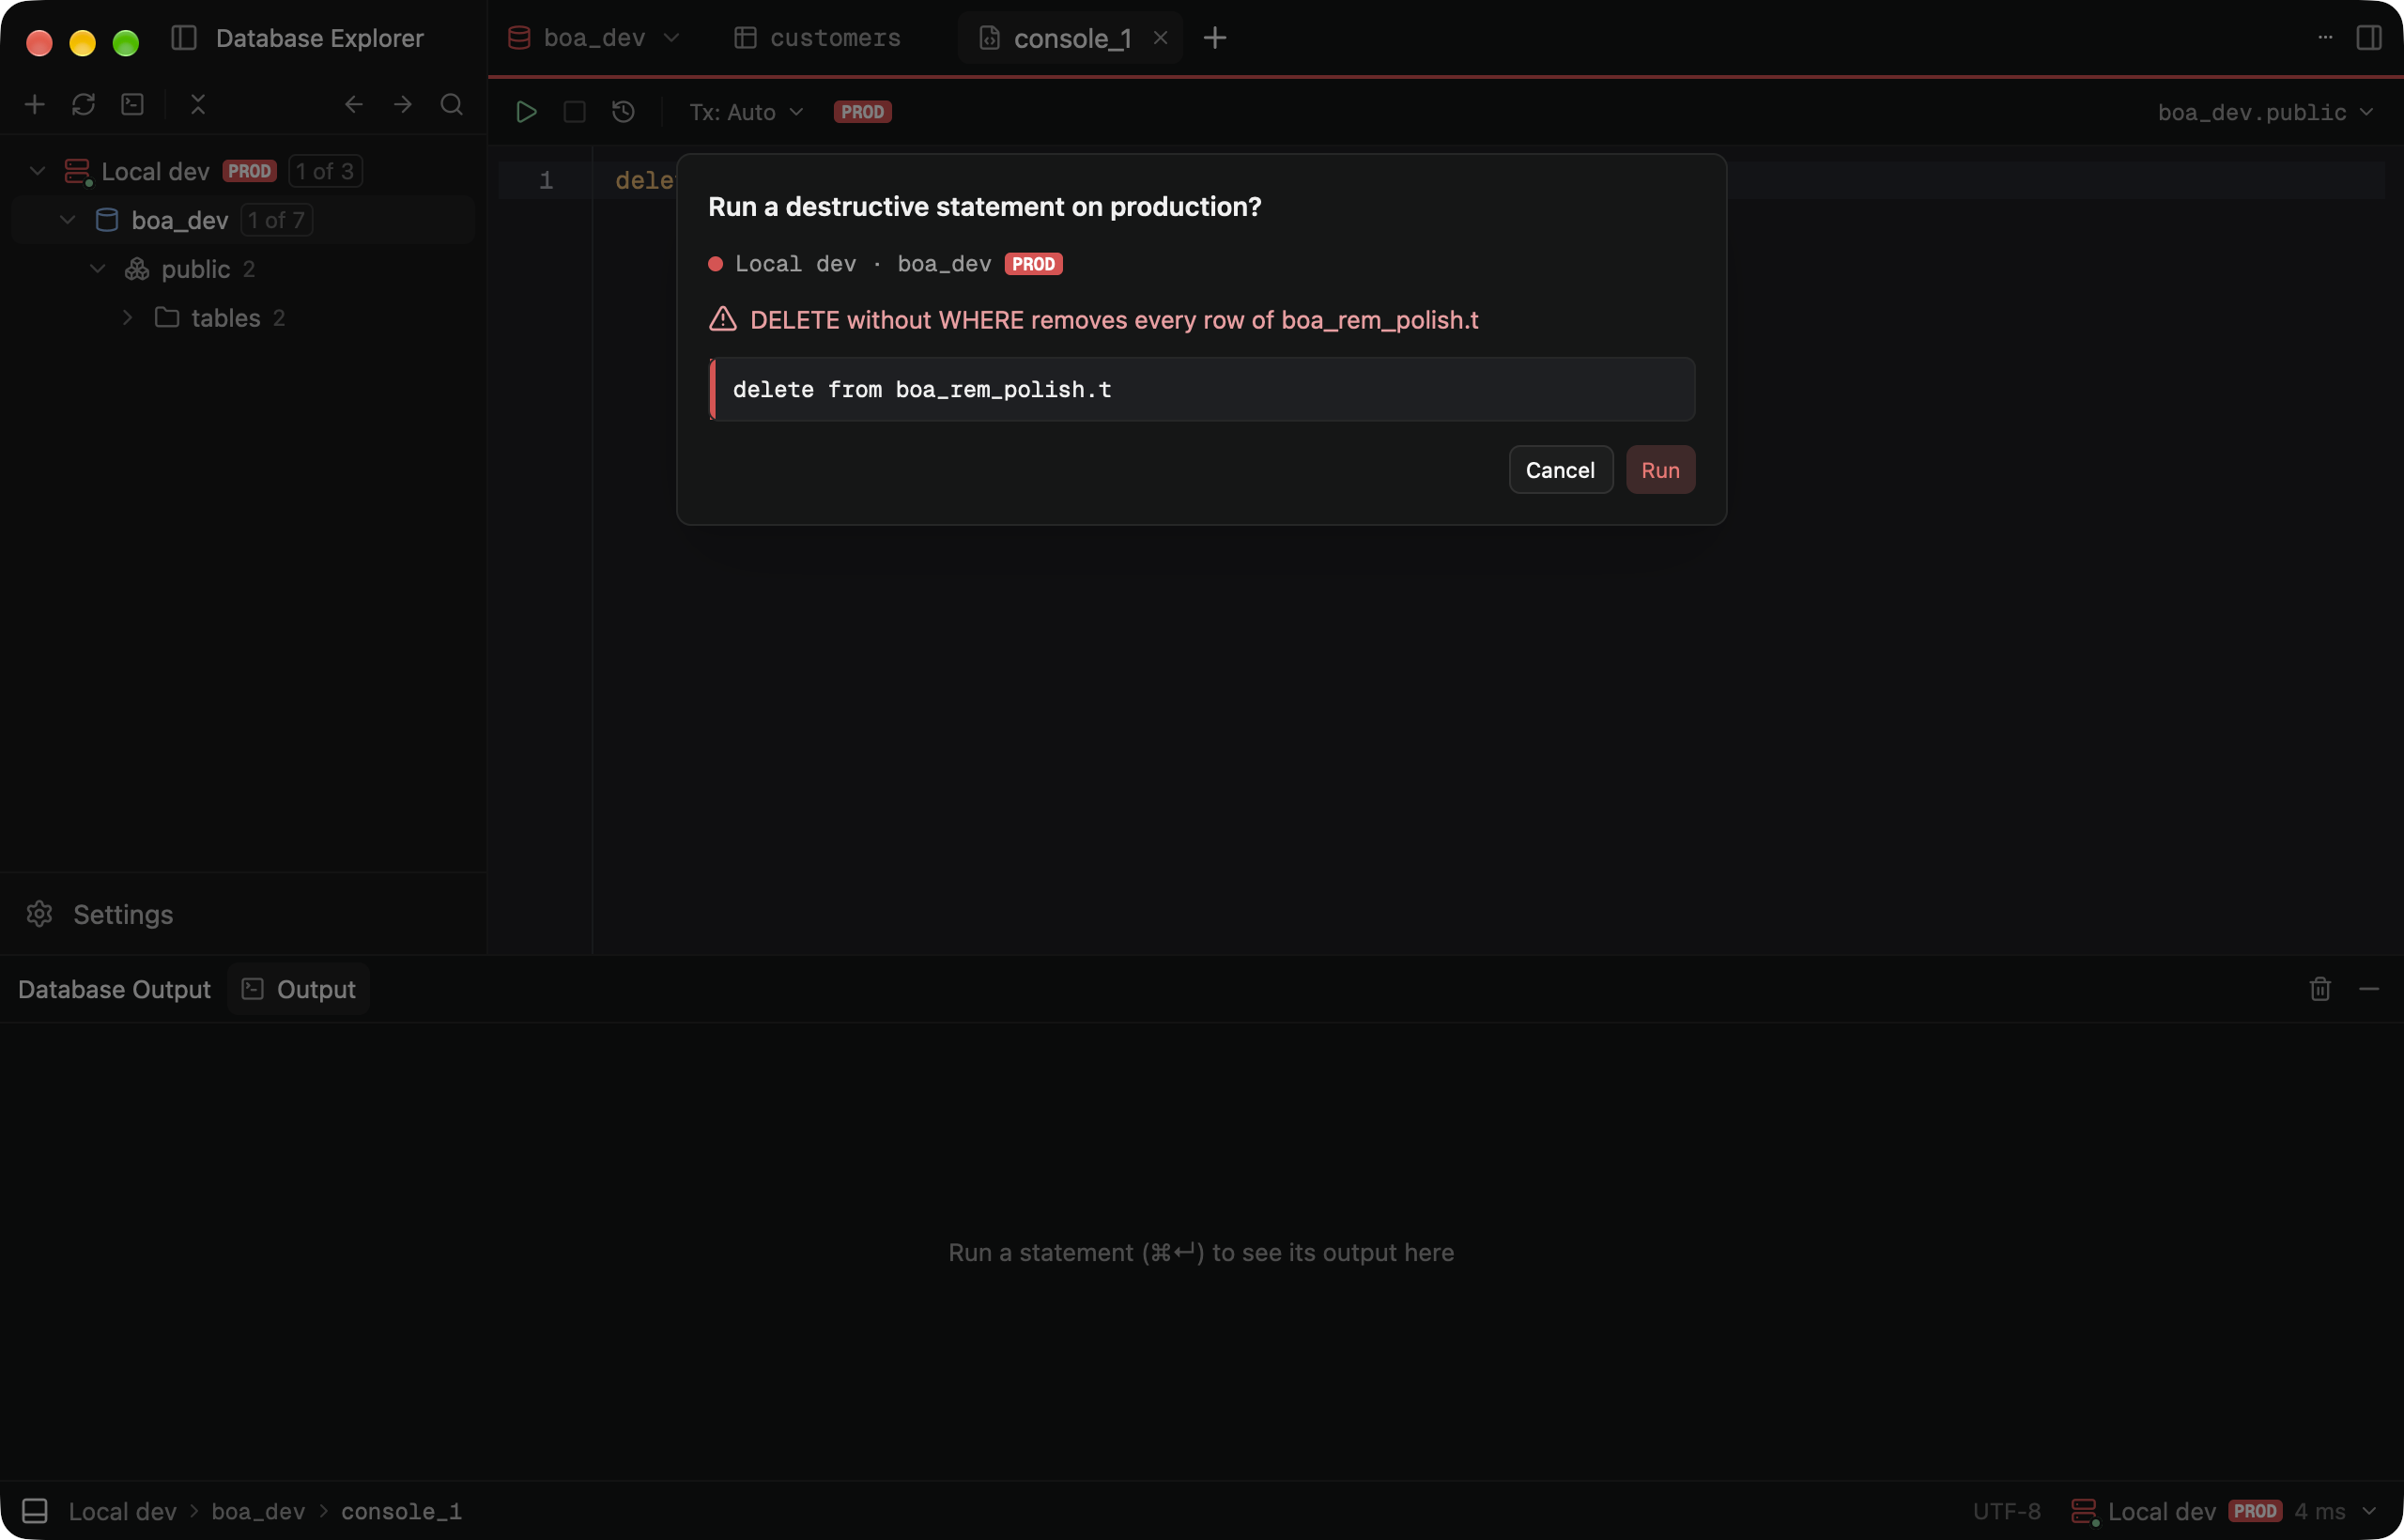 Database Explorer
boa_dev
customers
console_1
Tx: Auto
PROD
boa_dev.public
Local dev PROD 1 of 3
boa_dev 1 of 7
public 2
tables 2
Settings
1 dele
Run a destructive statement on production?
Local dev · boa_dev PROD
DELETE without WHERE removes every row of boa_rem_polish.t
delete from boa_rem_polish.t
Cancel
Run
Database Output
Output
Run a statement (⌘↵) to see its output here
Local dev > boa_dev > console_1
UTF-8
Local dev PROD 4 ms